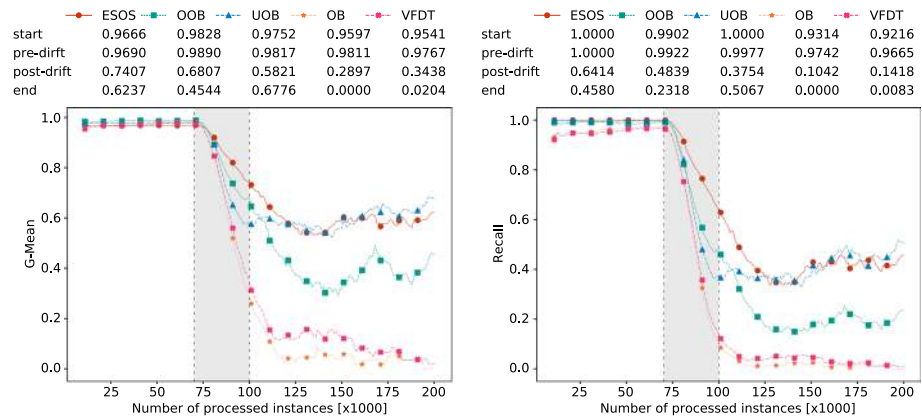 ESOS OOB UOB OB VFDT
start 0.9666 0.9828 0.9752 0.9597 0.9541
pre-dirft 0.9690 0.9890 0.9817 0.9811 0.9767
post-drift 0.7407 0.6807 0.5821 0.2897 0.3438
end 0.6237 0.4544 0.6776 0.0000 0.0204
1.0
0.8
0.6
0.4
0.2
0.0
G-Mean
25 50 75 100 125 150 175 200
Number of processed instances [x1000]
ESOS OOB UOB OB VFDT
start 1.0000 0.9902 1.0000 0.9314 0.9216
pre-dirft 1.0000 0.9922 0.9977 0.9742 0.9665
post-drift 0.6414 0.4839 0.3754 0.1042 0.1418
end 0.4580 0.2318 0.5067 0.0000 0.0083
1.0
0.8
0.6
0.4
0.2
0.0
Recall
25 50 75 100 125 150 175 200
Number of processed instances [x1000]